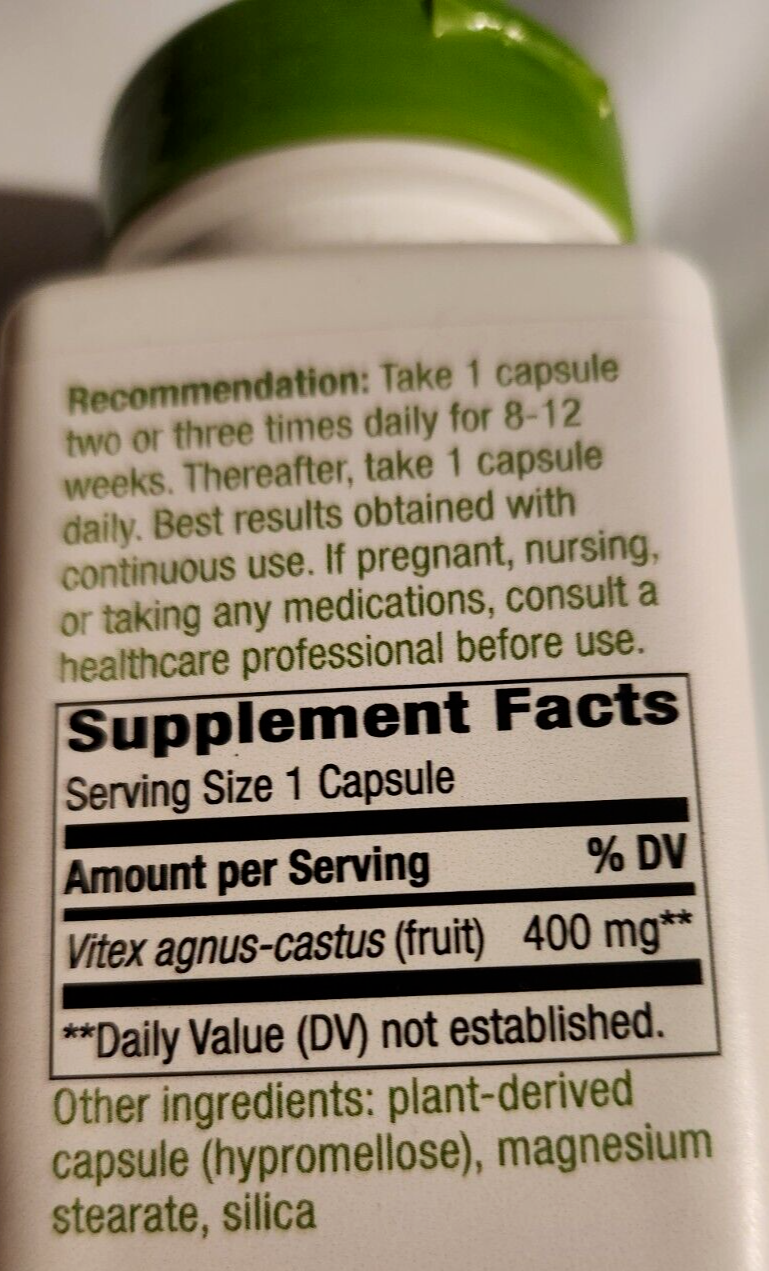 Recommendation: Take 1 capsule
two or three times daily for 8-12
weeks. Thereafter, take 1 capsule
daily. Best results obtained with
continuous use. If pregnant, nursing,
or taking any medications, consult a
healthcare professional before use.
Supplement Facts
Serving Size 1 Capsule
Amount per Serving % DV
Vitex agnus-castus (fruit) 400 mg**
**Daily Value (DV) not established.
Other ingredients: plant-derived
capsule (hypromellose), magnesium
stearate, silica